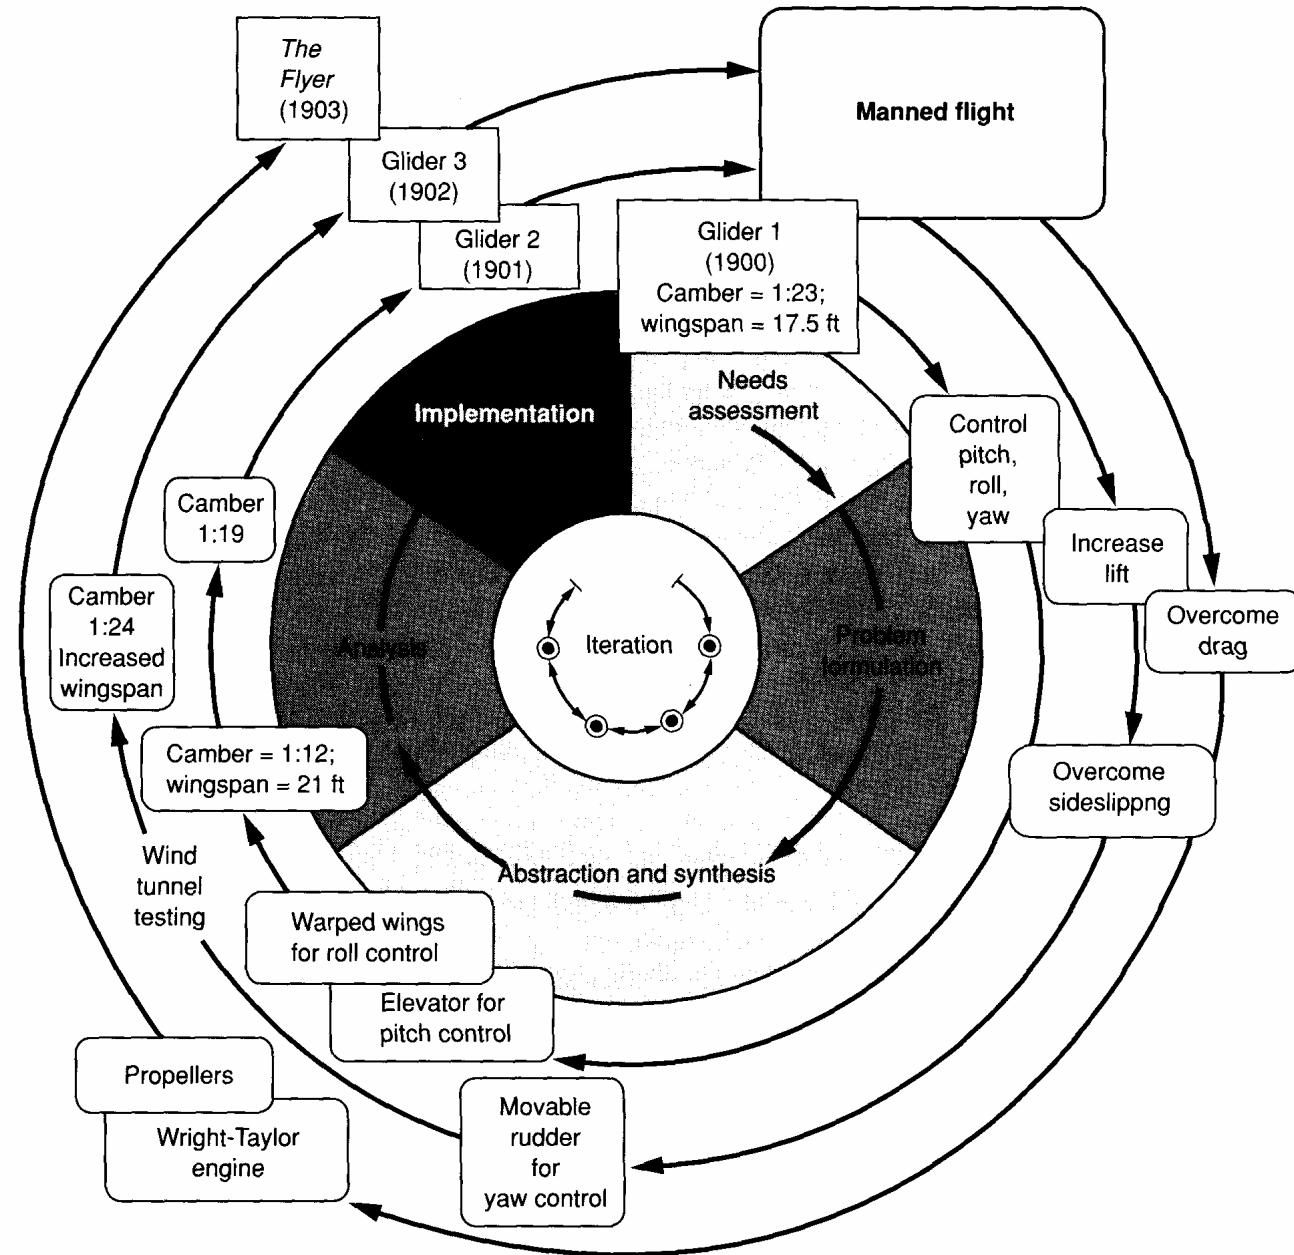 The
Flyer
(1903)
Manned flight
Glider 3
(1902)
Glider 2
(1901)
Glider 1
(1900)
Camber = 1:23;
wingspan = 17.5 ft
Needs
assessment
Implementation
Control
pitch,
roll,
yaw
Camber
1:19
Increase
lift
Camber
1:24
Increased
wingspan
Overcome
drag
Analysis
Iteration
Problem
formulation
Camber = 1:12;
wingspan = 21 ft
Overcome
sideslippng
Wind
tunnel
testing
Abstraction and synthesis
Warped wings
for roll control
Elevator for
pitch control
Propellers
Wright-Taylor
engine
Movable
rudder
for
yaw control